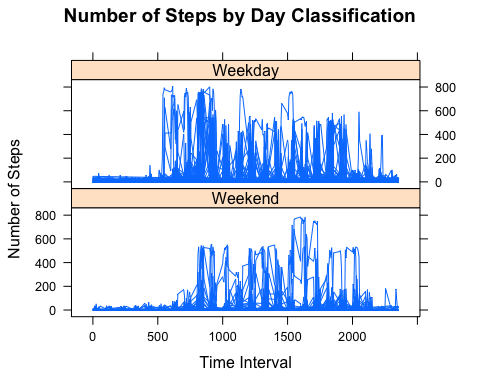 Number of Steps by Day Classification
Weekday
800
600
400
200
0
Number of Steps
Weekend
800
600
400
200
0
0 500 1000 1500 2000
Time Interval